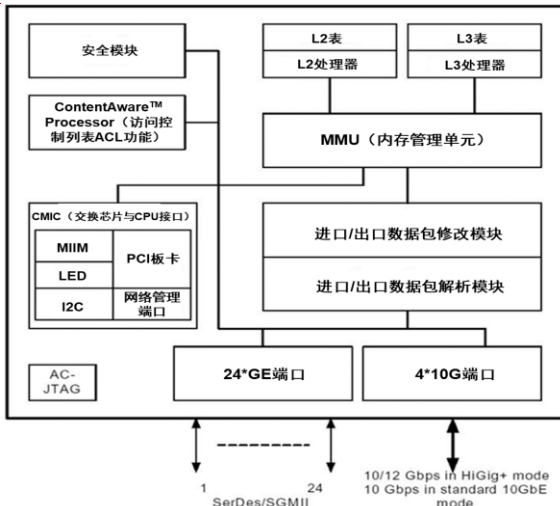 安全模块
L2表
L2处理器
L3表
L3处理器
ContentAware™
Processor（访问控
制列表ACL功能）
MMU（内存管理单元）
CMIC（交换芯片与CPU接口）
MIIM
LED
I2C
PCI板卡
网络管理
端口
进口/出口数据包修改模块
进口/出口数据包解析模块
AC-
JTAG
24*GE端口
4*10G端口
1
24
SerDes/SGMII
10/12 Gbps in HiGig+ mode
10 Gbps in standard 10GbE
mode